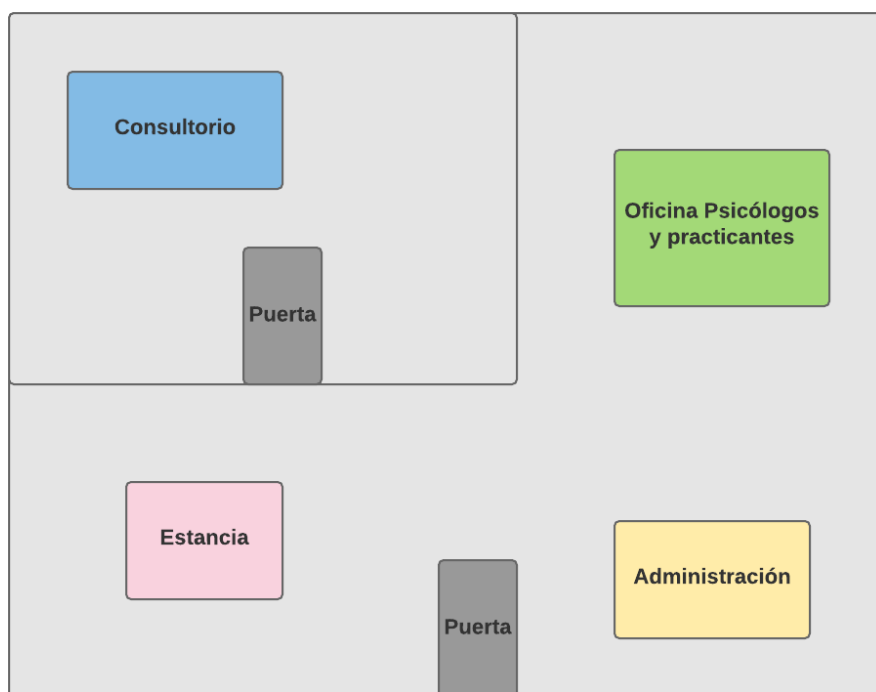 Consultorio
Oficina Psicólogos
y practicantes
Puerta
Estancia
Administración
Puerta